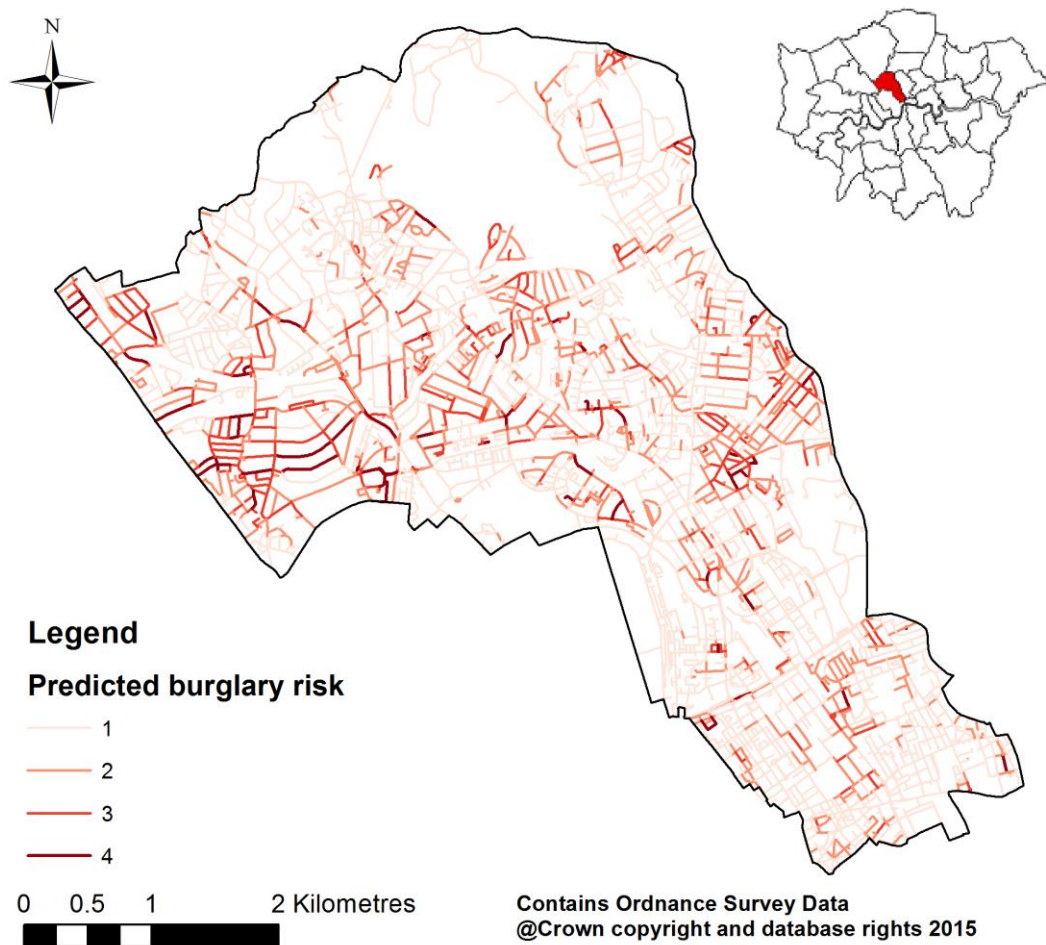 N
Legend
Predicted burglary risk
1
2
3
4
0 0.5 1 2 Kilometres
Contains Ordnance Survey Data
@Crown copyright and database rights 2015